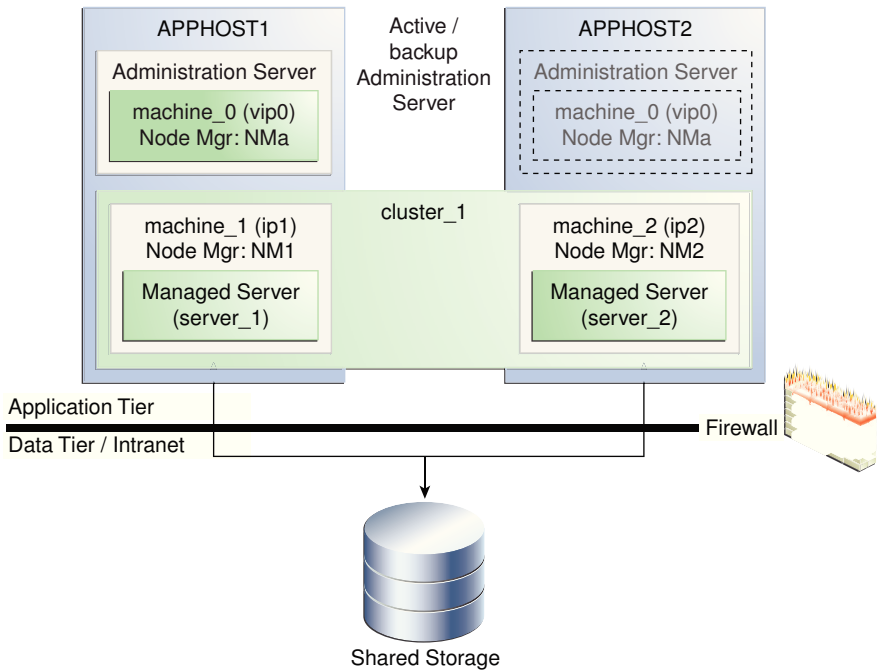 APPHOST1
Administration Server
machine_0 (vip0)
Node Mgr: NMa
Active /
backup
Administration
Server
APPHOST2
Administration Server
machine_0 (vip0)
Node Mgr: NMa
cluster_1
machine_1 (ip1)
Node Mgr: NM1
Managed Server
(server_1)
machine_2 (ip2)
Node Mgr: NM2
Managed Server
(server_2)
Application Tier
Firewall
Data Tier / Intranet
Shared Storage